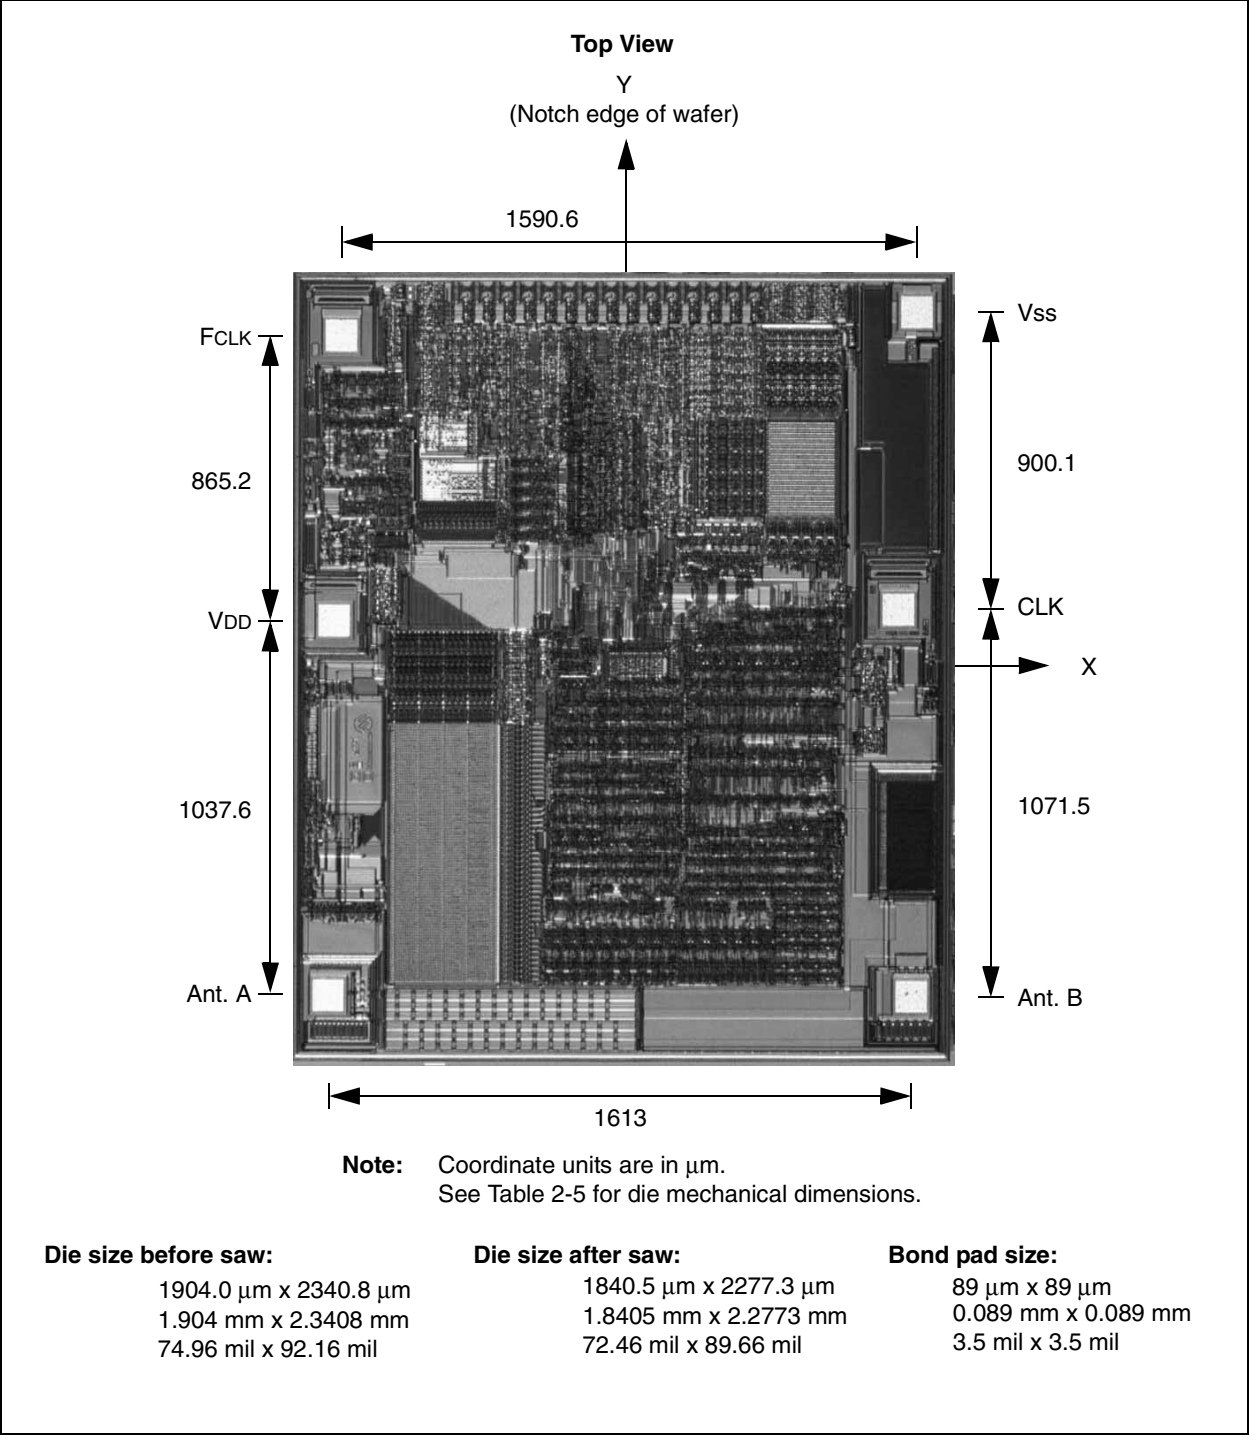 Top View
Y
(Notch edge of wafer)
1590.6
FCLK
VSS
865.2
900.1
VDD
CLK
X
1037.6
1071.5
Ant. A
Ant. B
1613
Note: Coordinate units are in µm.
See Table 2-5 for die mechanical dimensions.
Die size before saw:
1904.0 µm x 2340.8 µm
1.904 mm x 2.3408 mm
74.96 mil x 92.16 mil
Die size after saw:
1840.5 µm x 2277.3 µm
1.8405 mm x 2.2773 mm
72.46 mil x 89.66 mil
Bond pad size:
89 µm x 89 µm
0.089 mm x 0.089 mm
3.5 mil x 3.5 mil